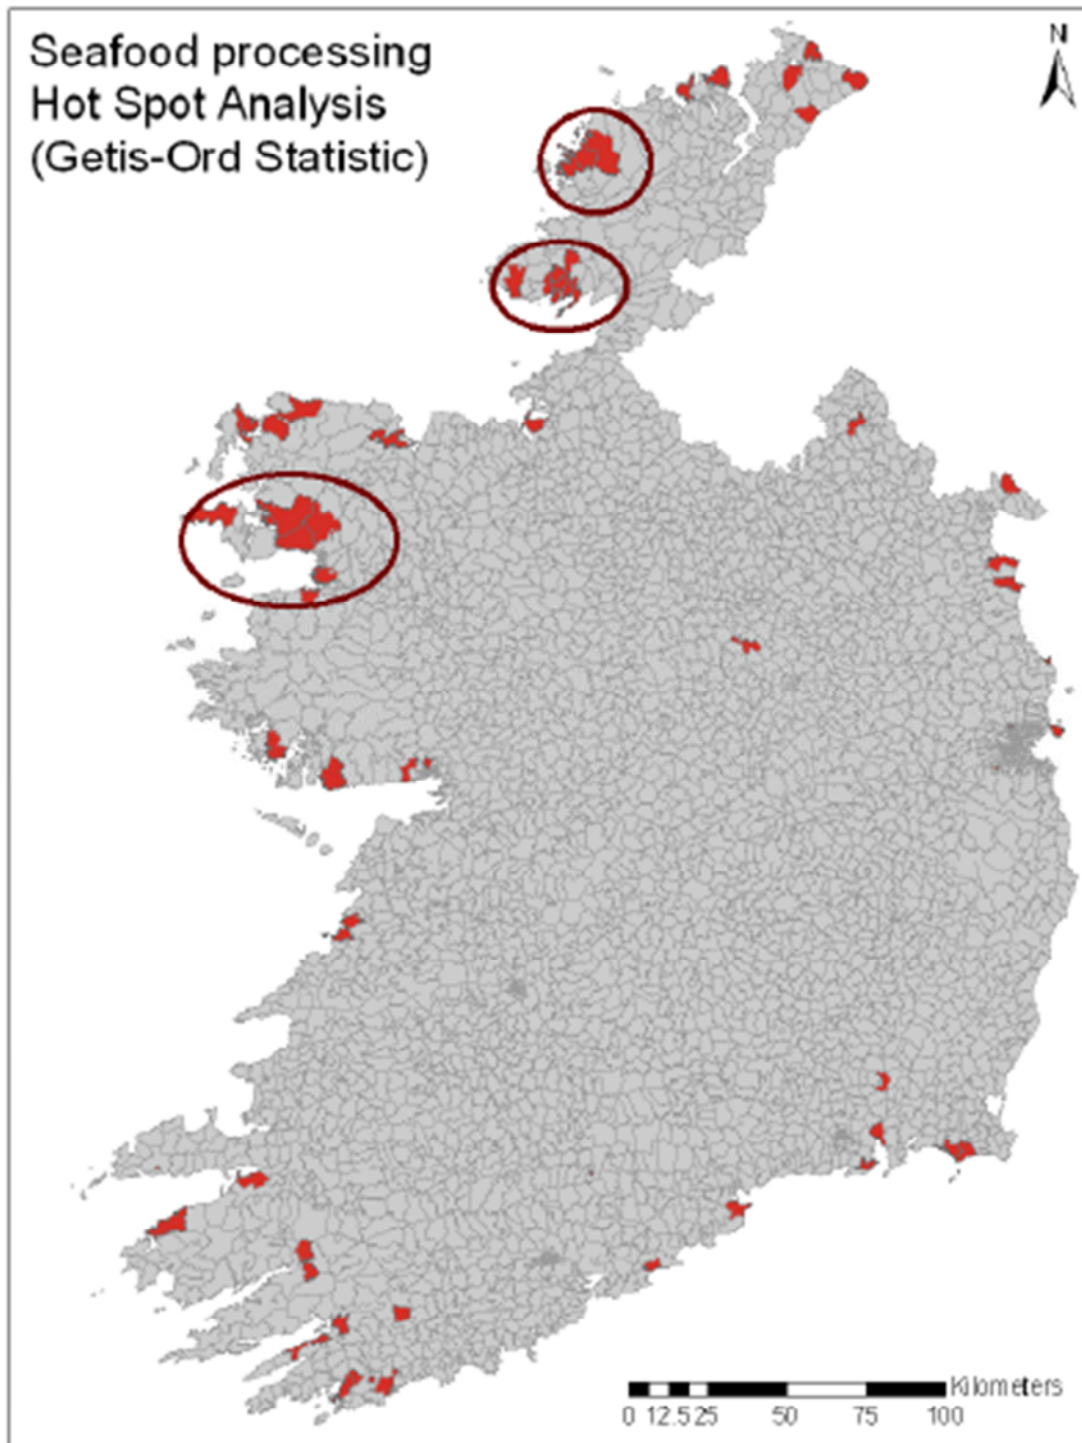 Seafood processing
Hot Spot Analysis
(Getis-Ord Statistic)
N
Kilometers
0 12.5 25 50 75 100